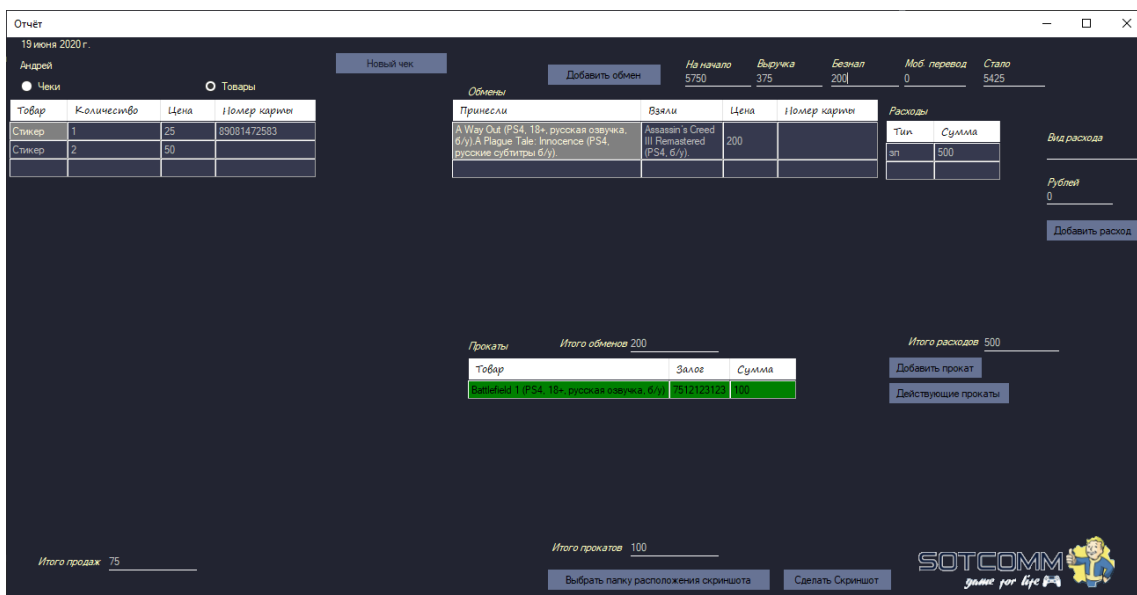 Отчёт
19 июня 2020 г.
Андрей
Чеки
Товары
Новый чек
Добавить обмен
На начало
5750
Выручка
375
Безнал
200
Моб. перевод
0
Стало
5425
Товар Количество Цена Номер карты
Стикер 1 25 89081472583
Стикер 2 50
Обмены
Принесли Взяли Цена Номер карты
A Way Out (PS4, 18+, русская озвучка,
б/у).A Plague Tale: Innocence (PS4,
русские субтитры б/у).
Assassin's Creed
III Remastered
(PS4, б/у).
200
Расходы
Тип Сумма
зп 500
Вид расхода
Рублей
0
Добавить расход
Итого обменов 200
Итого расходов 500
Прокаты
Товар Залог Сумма
Battlefield 1 (PS4, 18+, русская озвучка, б/у) 7512123123 100
Добавить прокат
Действующие прокаты
Итого продаж 75
Итого прокатов 100
Выбрать папку расположения скриншота
Сделать Скриншот
SOTCOMM
game for life